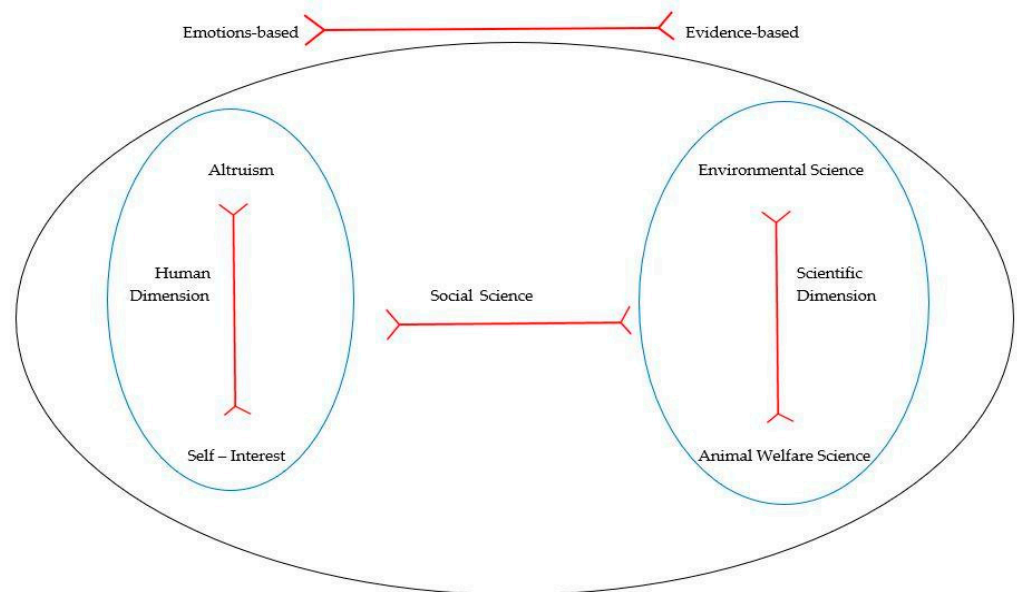 Emotions-based
Evidence-based
Altruism
Human
Dimension
Self – Interest
Social Science
Environmental Science
Scientific
Dimension
Animal Welfare Science